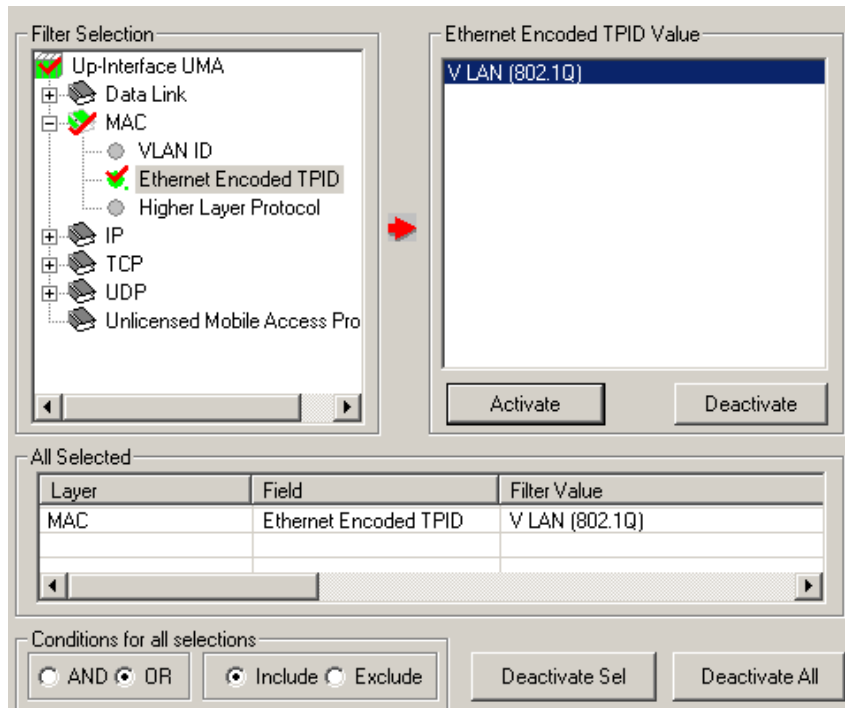 Filter Selection
Up-Interface UMA
Data Link
MAC
VLAN ID
Ethernet Encoded TPID
Higher Layer Protocol
IP
TCP
UDP
Unlicensed Mobile Access Pro
Ethernet Encoded TPID Value
V LAN (802.1Q)
Activate Deactivate
All Selected
Layer Field Filter Value
MAC Ethernet Encoded TPID V LAN (802.1Q)
Conditions for all selections
AND OR Include Exclude Deactivate Sel Deactivate All